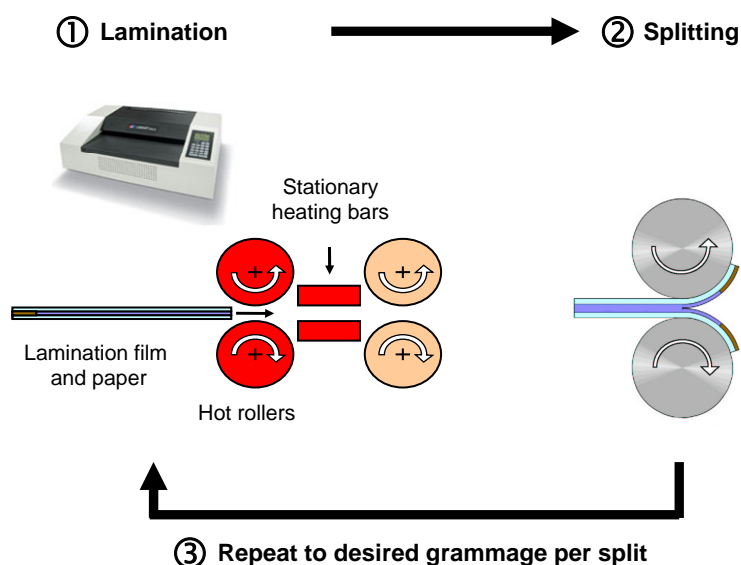 ① Lamination
② Splitting
Stationary
heating bars
Lamination film
and paper
Hot rollers
③ Repeat to desired grammage per split